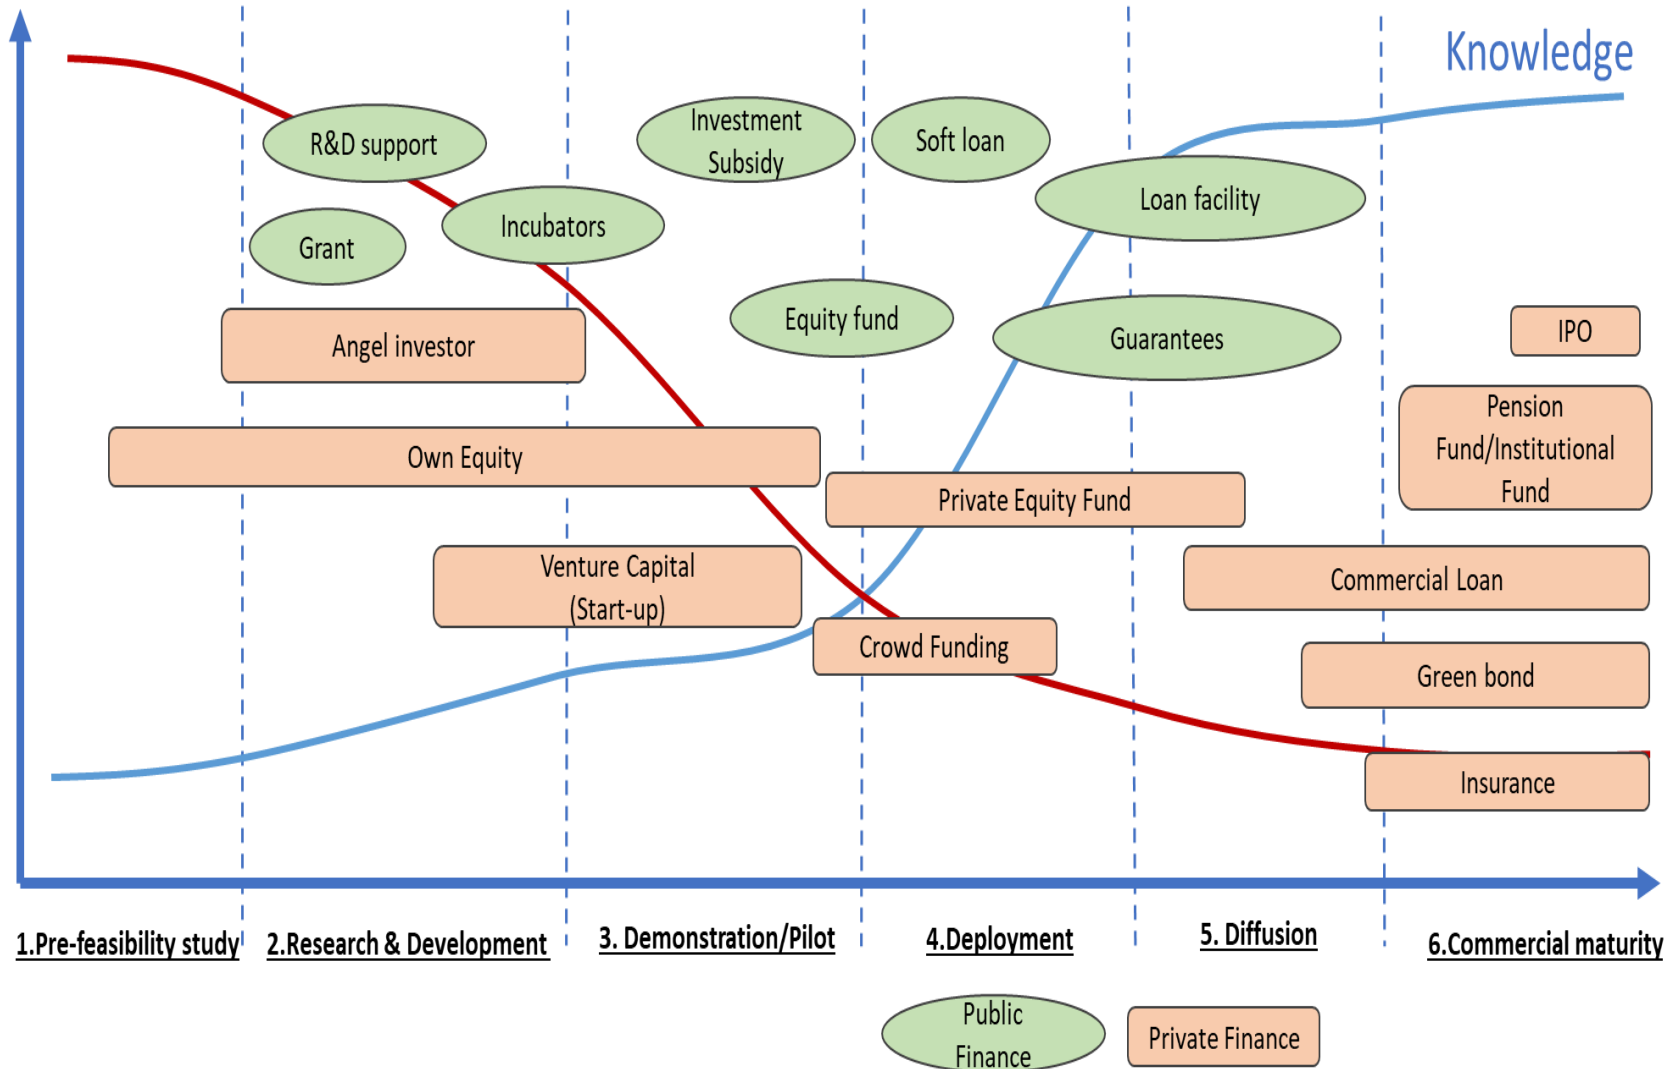 Knowledge
R&D support
Investment
Subsidy
Soft loan
Incubators
Loan facility
Grant
Equity fund
Guarantees
Angel investor
IPO
Own Equity
Pension
Fund/Institutional
Fund
Private Equity Fund
Venture Capital
(Start-up)
Commercial Loan
Crowd Funding
Green bond
Insurance
1.Pre-feasibility study
2.Research & Development
3. Demonstration/Pilot
4.Deployment
5. Diffusion
6.Commercial maturity
Public
Finance
Private Finance